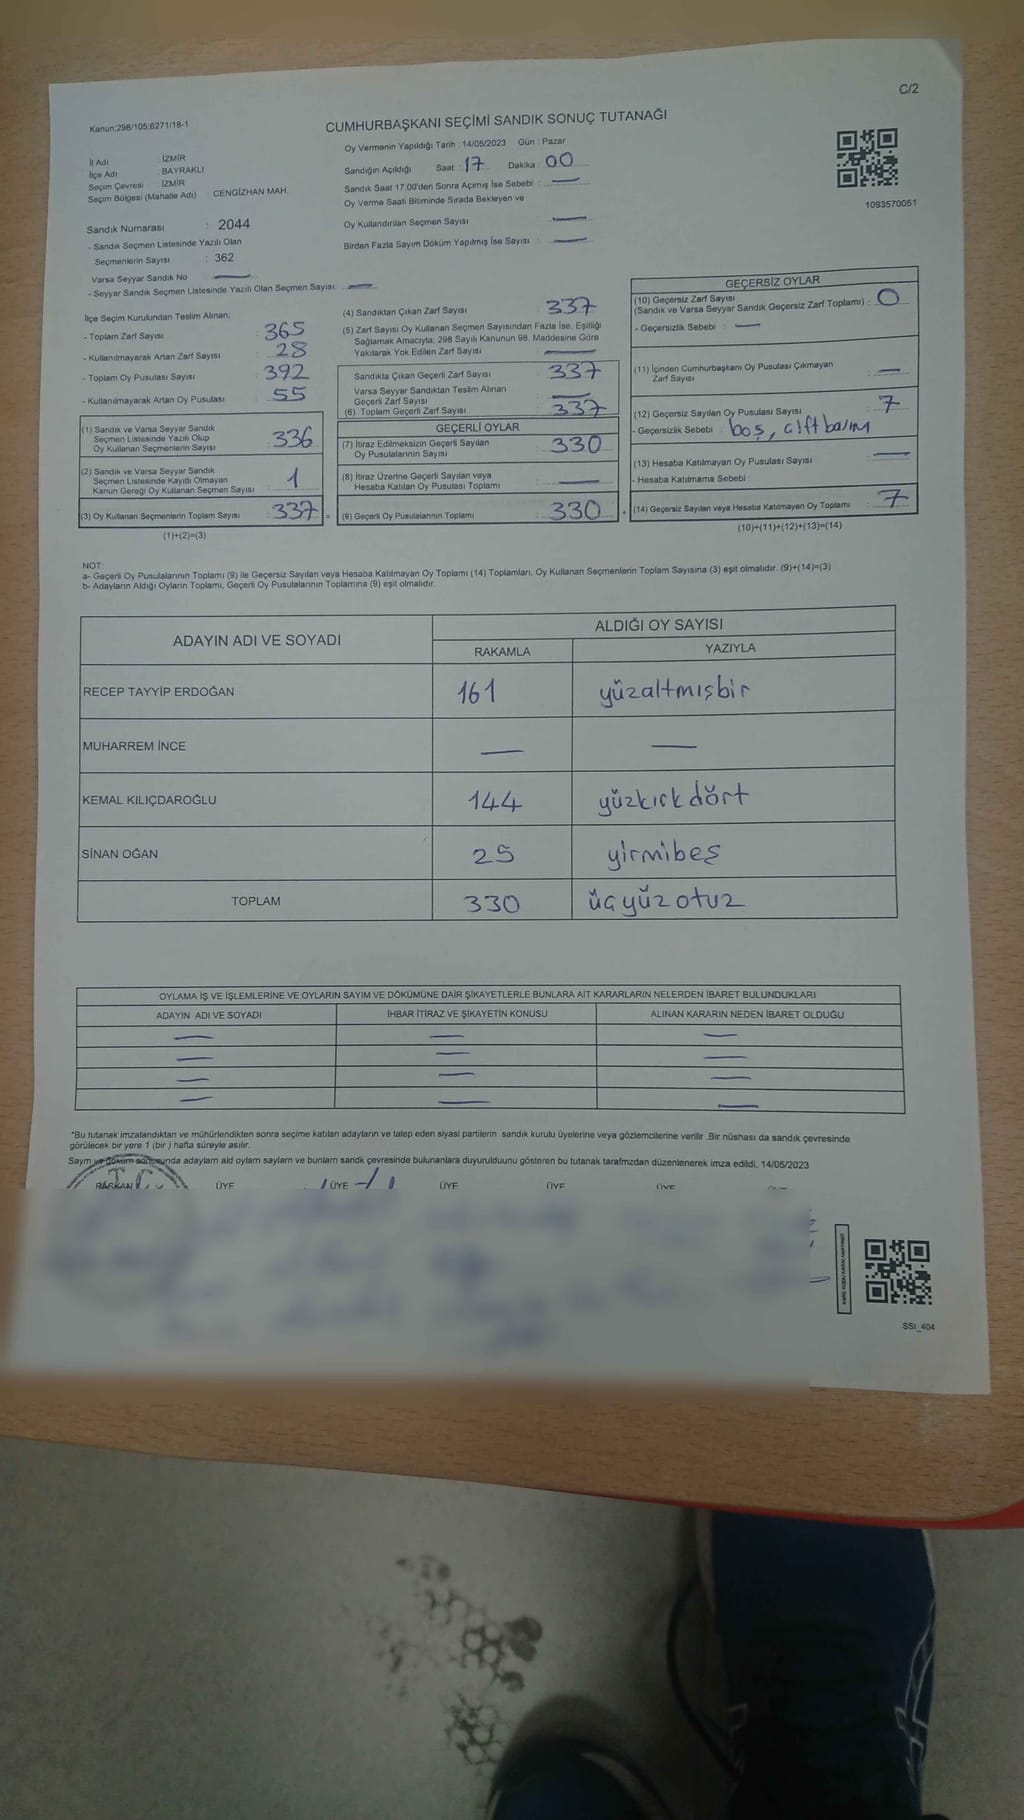 C/2
Kanun;298/105;6271/18-1
CUMHURBAŞKANI SEÇİMİ SANDIK SONUÇ TUTANAĞI
Oy Vermenin Yapıldığı Tarih : 14/05/2023 Gün : Pazar
İl Adı : İZMİR
İlçe Adı : BAYRAKLI
Seçim Çevresi : İZMİR
Seçim Bölgesi (Mahalle Adı) : CENGİZHAN MAH.
Sandığın Açıldığı Saat : 17 Dakika : 00
Sandık Saat 17:00'den Sonra Açımış İse Sebebi : —
Oy Verme Saati Bitiminde Sırada Bekleyen ve
Oy Kullandırılan Seçmen Sayısı : —
Birden Fazla Sayım Döküm Yapılmış İse Sayısı : —
1093570051
Sandık Numarası : 2044
- Sandık Seçmen Listesinde Yazılı Olan
Seçmenlerin Sayısı : 362
Varsa Seyyar Sandık No : —
- Seyyar Sandık Seçmen Listesinde Yazılı Olan Seçmen Sayısı: —
İlçe Seçim Kurulundan Teslim Alınan;
- Toplam Zarf Sayısı : 365
- Kullanılmayarak Artan Zarf Sayısı : 28
- Toplam Oy Pusulası Sayısı : 392
- Kullanılmayarak Artan Oy Pusulası : 55
(1) Sandık ve Varsa Seyyar Sandık
Seçmen Listesinde Yazılı Olup
Oy Kullanan Seçmenlerin Sayısı : 336
(2) Sandık ve Varsa Seyyar Sandık
Seçmen Listesinde Kayıtlı Olmayan
Kanun Gereği Oy Kullanan Seçmen Sayısı : 1
(3) Oy Kullanan Seçmenlerin Toplam Sayısı : 337 =
(1)+(2)=(3)
(4) Sandıktan Çıkan Zarf Sayısı : 337
(5) Zarf Sayısı Oy Kullanan Seçmen Sayısından Fazla İse, Eşitliği
Sağlamak Amacıyla; 298 Sayılı Kanunun 98. Maddesine Göre
Yakılarak Yok Edilen Zarf Sayısı : —
Sandıkta Çıkan Geçerli Zarf Sayısı : 337
Varsa Seyyar Sandıktan Teslim Alınan
Geçerli Zarf Sayısı : —
(6) Toplam Geçerli Zarf Sayısı : 337
GEÇERLİ OYLAR
(7) İtiraz Edilmeksizin Geçerli Sayılan
Oy Pusulalarının Sayısı : 330
(8) İtiraz Üzerine Geçerli Sayılan veya
Hesaba Katılan Oy Pusulası Toplamı : —
(9) Geçerli Oy Pusulalarının Toplamı : 330 +
GEÇERSİZ OYLAR
(10) Geçersiz Zarf Sayısı
(Sandık ve Varsa Seyyar Sandık Geçersiz Zarf Toplamı) : 0
- Geçersizlik Sebebi : —
(11) İçinden Cumhurbaşkanı Oy Pusulası Çıkmayan
Zarf Sayısı : —
(12) Geçersiz Sayılan Oy Pusulası Sayısı : 7
- Geçersizlik Sebebi : boş, çift basım
(13) Hesaba Katılmayan Oy Pusulası Sayısı : —
- Hesaba Katılmama Sebebi :
(14) Geçersiz Sayılan veya Hesaba Katılmayan Oy Toplamı : 7
(10)+(11)+(12)+(13)=(14)
NOT:
a- Geçerli Oy Pusulalarının Toplamı (9) ile Geçersiz Sayılan veya Hesaba Katılmayan Oy Toplamı (14) Toplamları, Oy Kullanan Seçmenlerin Toplam Sayısına (3) eşit olmalıdır. (9)+(14)=(3)
b- Adayların Aldığı Oyların Toplamı, Geçerli Oy Pusulalarının Toplamına (9) eşit olmalıdır.
ADAYIN ADI VE SOYADI
ALDIĞI OY SAYISI
RAKAMLA YAZIYLA
RECEP TAYYİP ERDOĞAN 161 yüzaltmışbir
MUHARREM İNCE — —
KEMAL KILIÇDAROĞLU 144 yüzkırkdört
SİNAN OĞAN 25 yirmibeş
TOPLAM 330 üçyüzotuz
OYLAMA İŞ VE İŞLEMLERİNE VE OYLARIN SAYIM VE DÖKÜMÜNE DAİR ŞİKAYETLERLE BUNLARA AİT KARARLARIN NELERDEN İBARET BULUNDUKLARI
ADAYIN ADI VE SOYADI İHBAR İTİRAZ VE ŞİKAYETİN KONUSU ALINAN KARARIN NEDEN İBARET OLDUĞU
— — —
— — —
— — —
— — —
*Bu tutanak imzalandıktan ve mühürlendikten sonra seçime katılan adayların ve talep eden siyasi partilerin sandık kurulu üyelerine veya gözlemcilerine verilir .Bir nüshası da sandık çevresinde
görülecek bir yere 1 (bir ) hafta süreyle asılır.
Saym ve döküm sonucunda adaylarn ald oylarn saylarn ve bunlarn sandk çevresinde bulunanlara duyurulduunu gösteren bu tutanak tarafmzdan düzenlenerek imza edildi. 14/05/2023
BAŞKAN ÜYE ÜYE ÜYE ÜYE ÜYE
SSI_404